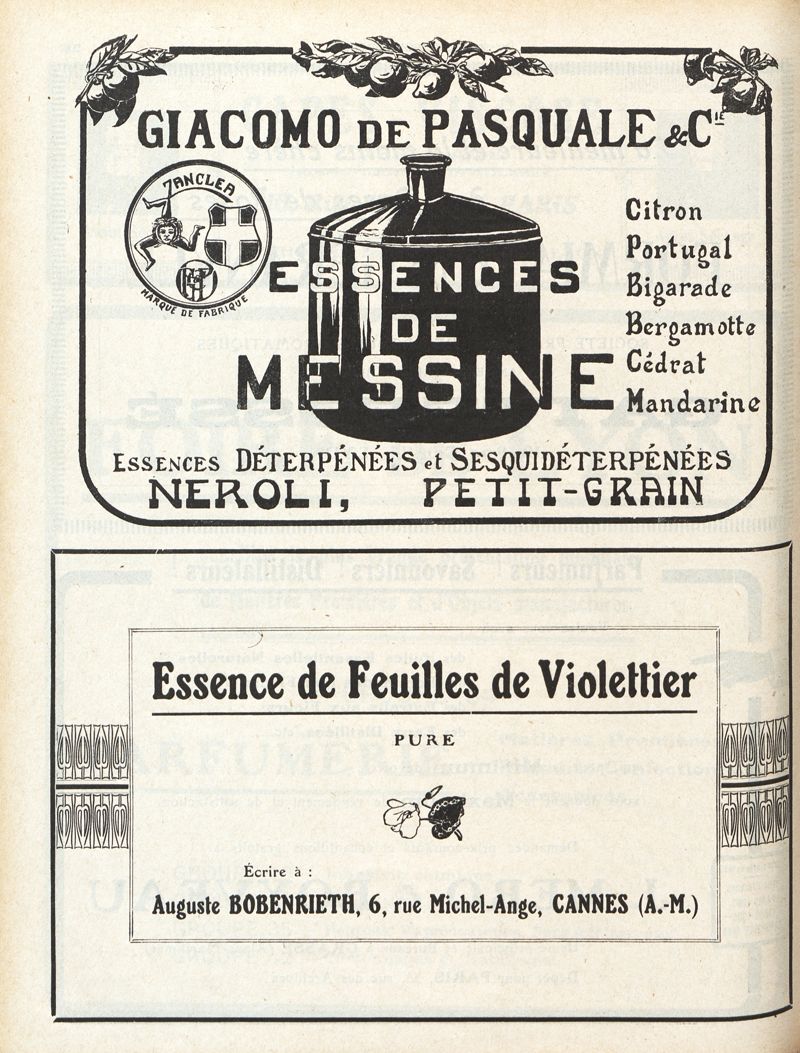 GIACOMO DE PASQUALE & Cᴵᴱ
ZANCLEA
MARQUE DE FABRIQUE
ESSENCES
DE
MESSINE
Citron
Portugal
Bigarade
Bergamotte
Cédrat
Mandarine
ESSENCES DÉTERPÉNÉES et SESQUIDÉTERPÉNÉES
NEROLI, PETIT-GRAIN
Essence de Feuilles de Violettier
PURE
Écrire à :
Auguste BOBENRIETH, 6, rue Michel-Ange, CANNES (A.-M.)